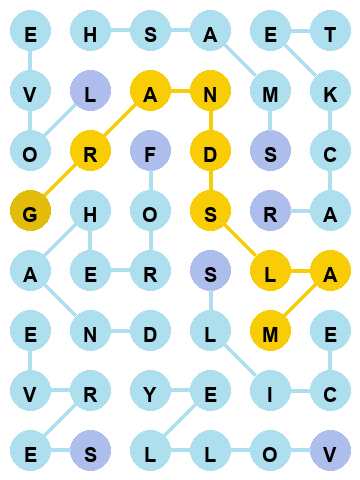 E H S A E T
V L A N M K
O R F D S C
G H O S R A
A E R S L A
E N D L M E
V R Y E I C
E S L L O V